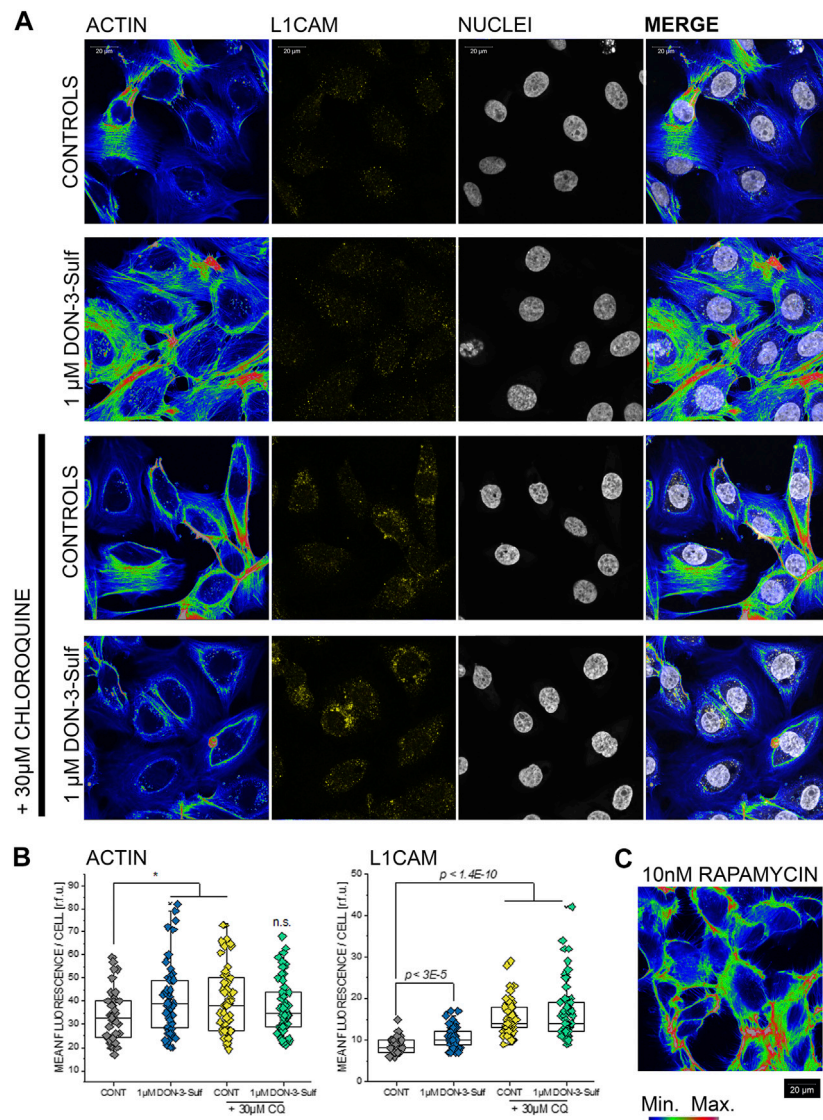 A
ACTIN
L1CAM
NUCLEI
MERGE
20 µm
20 µm
20 µm
20 µm
CONTROLS
1 µM DON-3-Sulf
+ 30µM CHLOROQUINE
CONTROLS
1 µM DON-3-Sulf
B
ACTIN
MEAN FLUORESCENCE / CELL [r.f.u.]
90
80
70
60
50
40
30
20
10
*
n.s.
CONT
1µM DON-3-Sulf
CONT
1µM DON-3-Sulf
+ 30µM CQ
L1CAM
MEAN FLUORESCENCE / CELL [r.f.u.]
50
40
30
20
10
0
p < 1.4E-10
p < 3E-5
CONT
1µM DON-3-Sulf
CONT
1µM DON-3-Sulf
+ 30µM CQ
C
10nM RAPAMYCIN
20 µm
Min. Max.